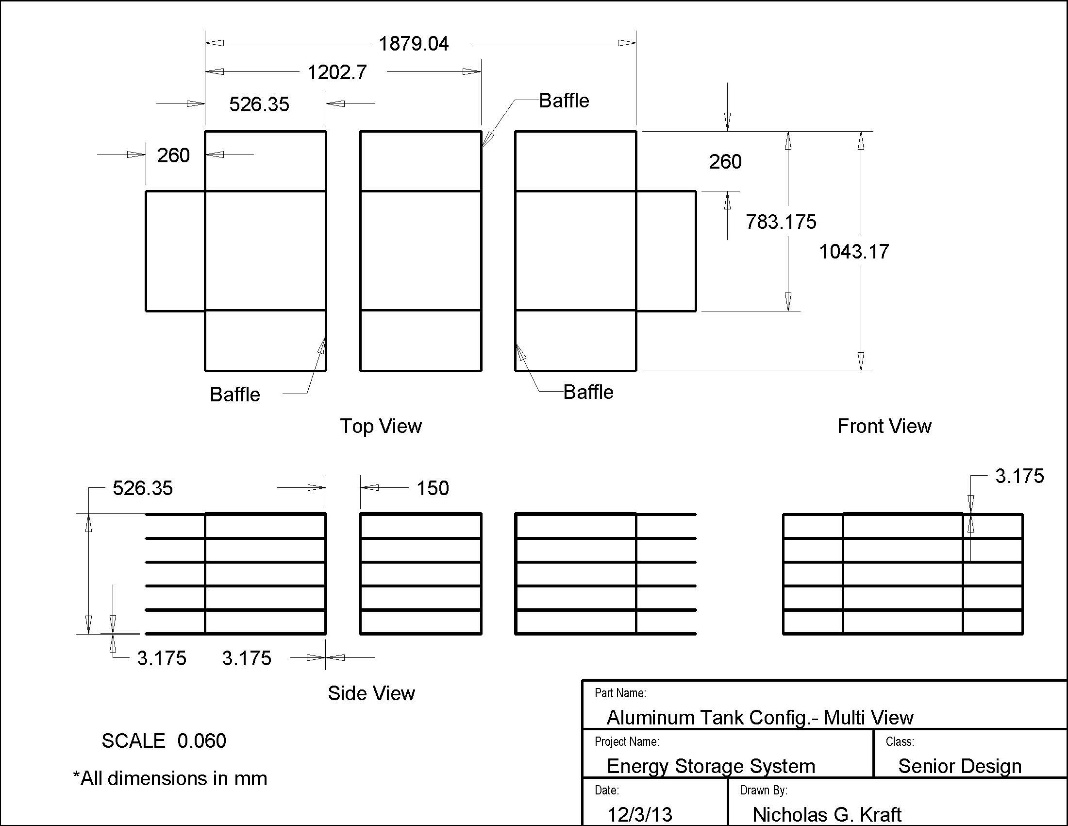 1879.04
1202.7
526.35
Baffle
260
260
783.175
1043.17
Baffle
Baffle
Top View
Front View
526.35
150
3.175
3.175
3.175
Side View
SCALE 0.060
*All dimensions in mm
Part Name:
Aluminum Tank Config.- Multi View
Project Name:
Energy Storage System
Class:
Senior Design
Date:
12/3/13
Drawn By:
Nicholas G. Kraft